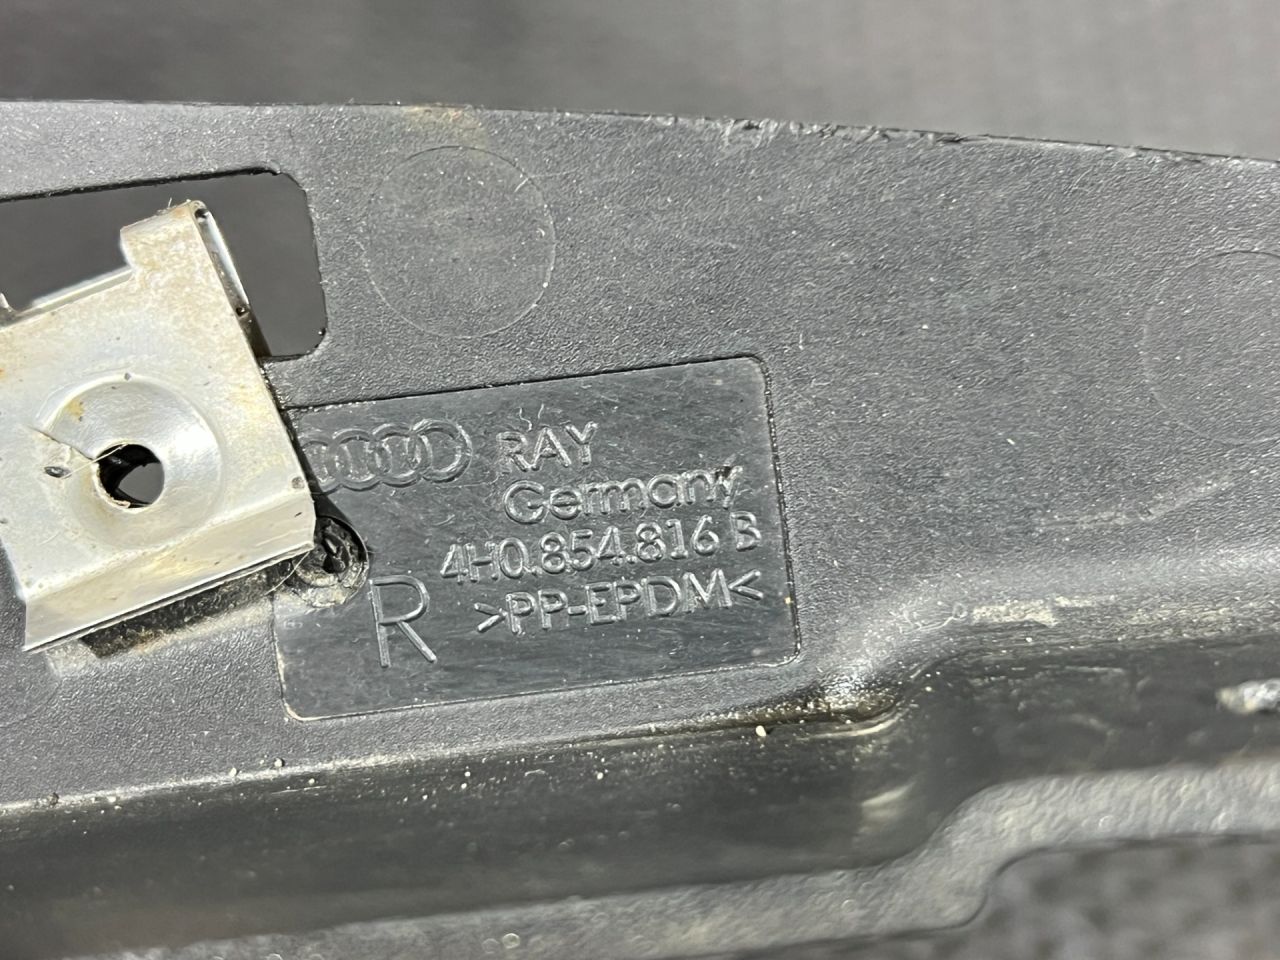 RAY
Germany
4H0.854.816 B
R >PP-EPDM<